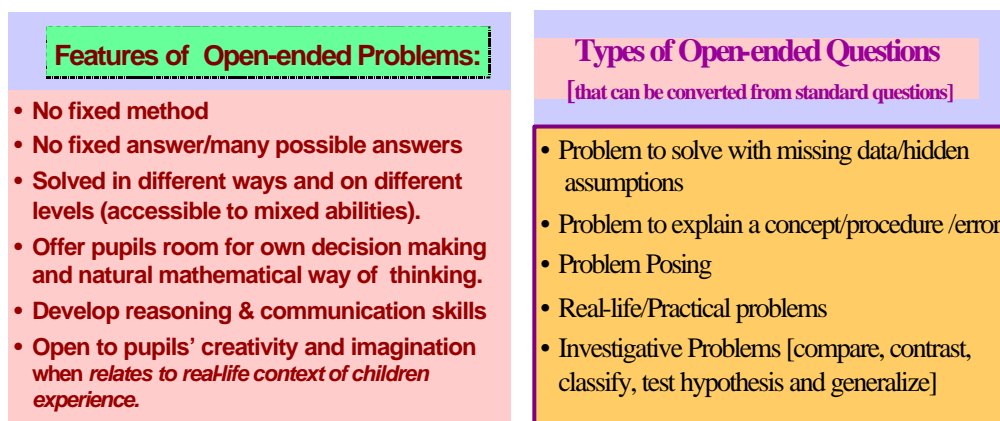 Features of Open-ended Problems:
• No fixed method
• No fixed answer/many possible answers
• Solved in different ways and on different
levels (accessible to mixed abilities).
• Offer pupils room for own decision making
and natural mathematical way of thinking.
• Develop reasoning & communication skills
• Open to pupils' creativity and imagination
when relates to real-life context of children
experience.
Types of Open-ended Questions
[that can be converted from standard questions]
• Problem to solve with missing data/hidden
assumptions
• Problem to explain a concept/procedure /error
• Problem Posing
• Real-life/Practical problems
• Investigative Problems [compare, contrast,
classify, test hypothesis and generalize]